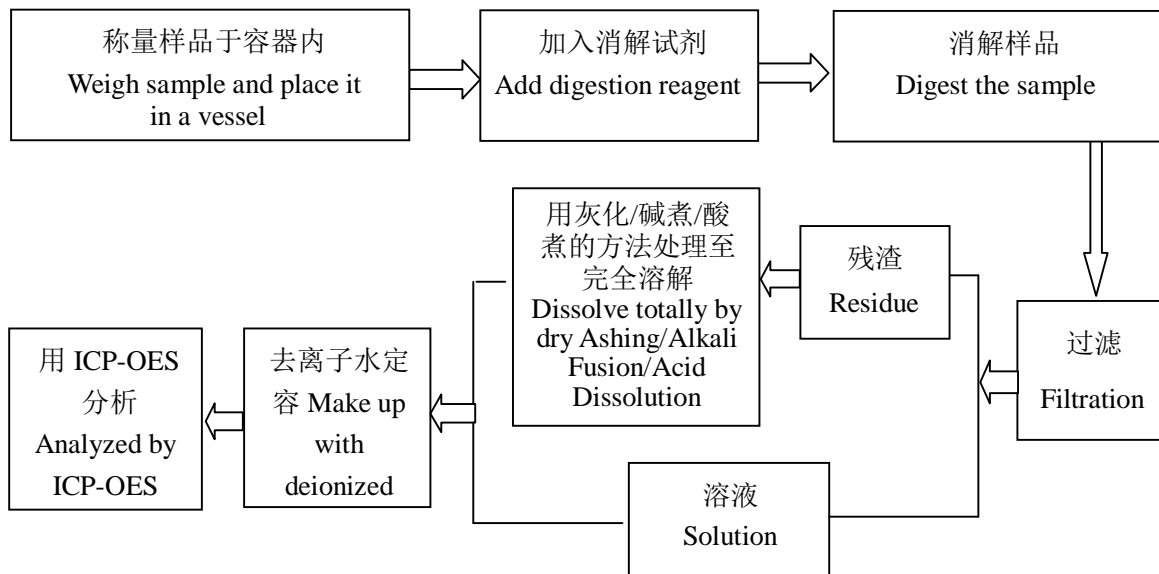 称量样品于容器内
Weigh sample and place it
in a vessel
加入消解试剂
Add digestion reagent
消解样品
Digest the sample
过滤
Filtration
残渣
Residue
用灰化/碱煮/酸
煮的方法处理至
完全溶解
Dissolve totally by
dry Ashing/Alkali
Fusion/Acid
Dissolution
溶液
Solution
去离子水定
容 Make up
with
deionized
用 ICP-OES
分析
Analyzed by
ICP-OES